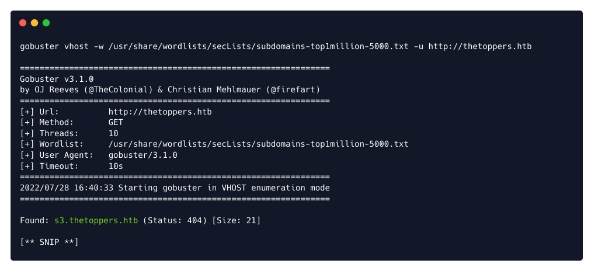 gobuster vhost -w /usr/share/wordlists/secLists/subdomains-top1million-5000.txt -u http://thetoppers.htb
===============================================================
Gobuster v3.1.0
by OJ Reeves (@TheColonial) & Christian Mehlmauer (@firefart)
===============================================================
[+] Url: http://thetoppers.htb
[+] Method: GET
[+] Threads: 10
[+] Wordlist: /usr/share/wordlists/secLists/subdomains-top1million-5000.txt
[+] User Agent: gobuster/3.1.0
[+] Timeout: 10s
===============================================================
2022/07/28 16:40:33 Starting gobuster in VHOST enumeration mode
===============================================================
Found: s3.thetoppers.htb (Status: 404) [Size: 21]
[** SNIP **]